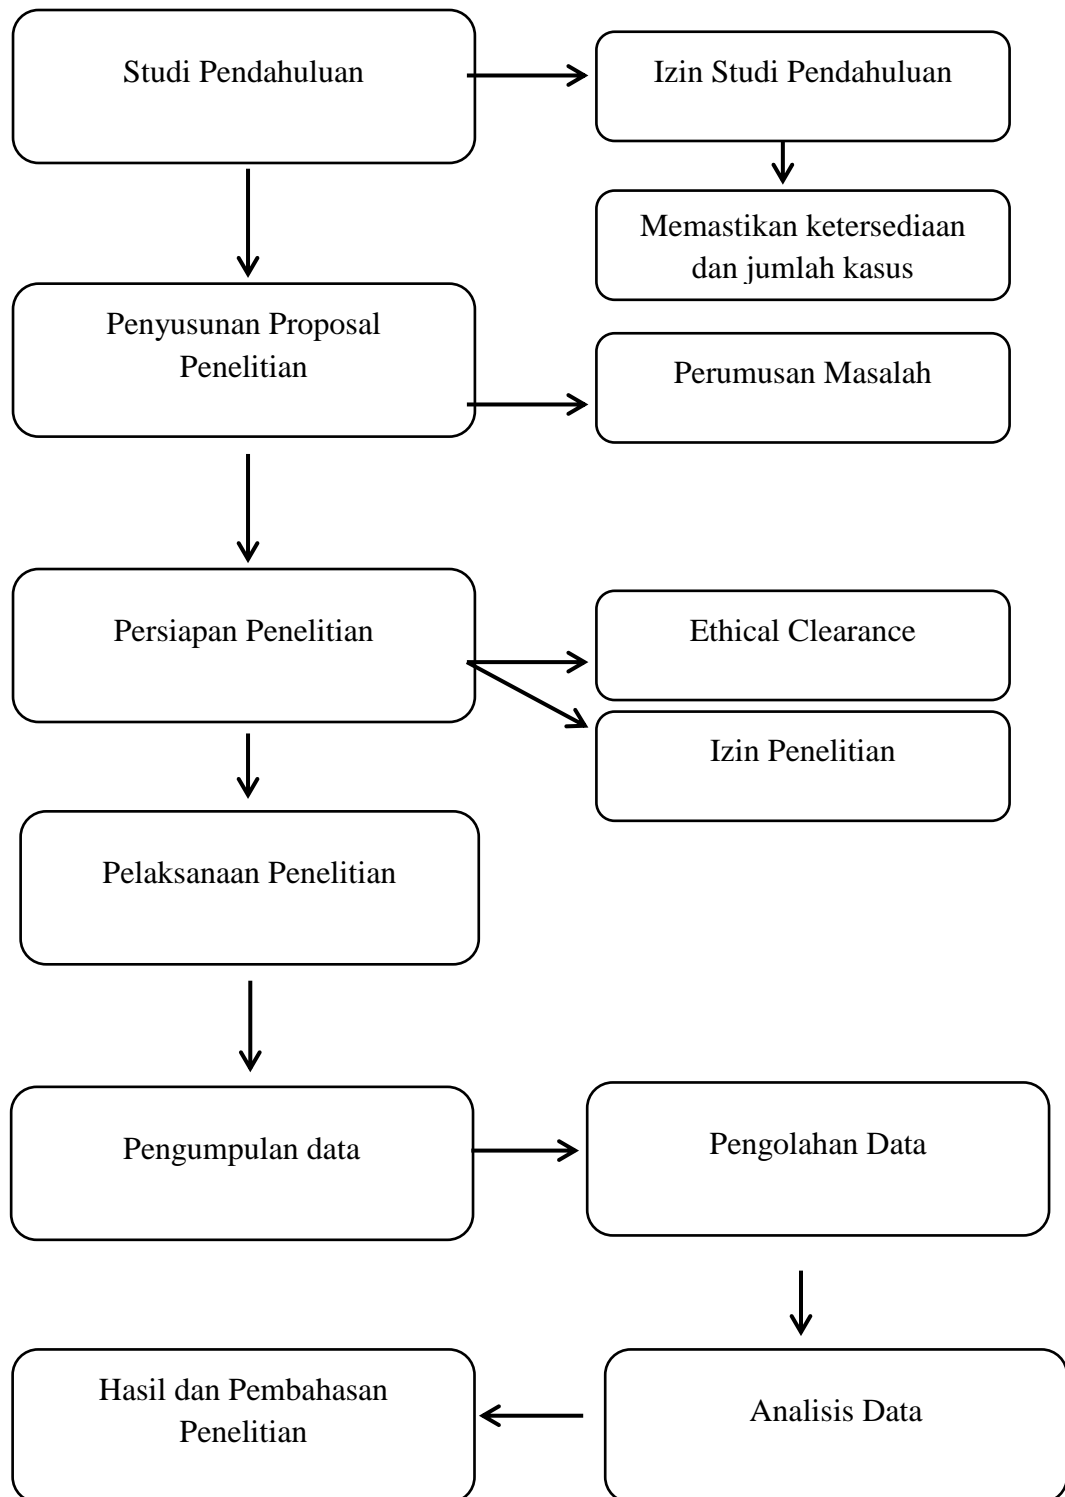 Studi Pendahuluan
Izin Studi Pendahuluan
Memastikan ketersediaan
dan jumlah kasus
Penyusunan Proposal
Penelitian
Perumusan Masalah
Persiapan Penelitian
Ethical Clearance
Izin Penelitian
Pelaksanaan Penelitian
Pengumpulan data
Pengolahan Data
Hasil dan Pembahasan
Penelitian
Analisis Data